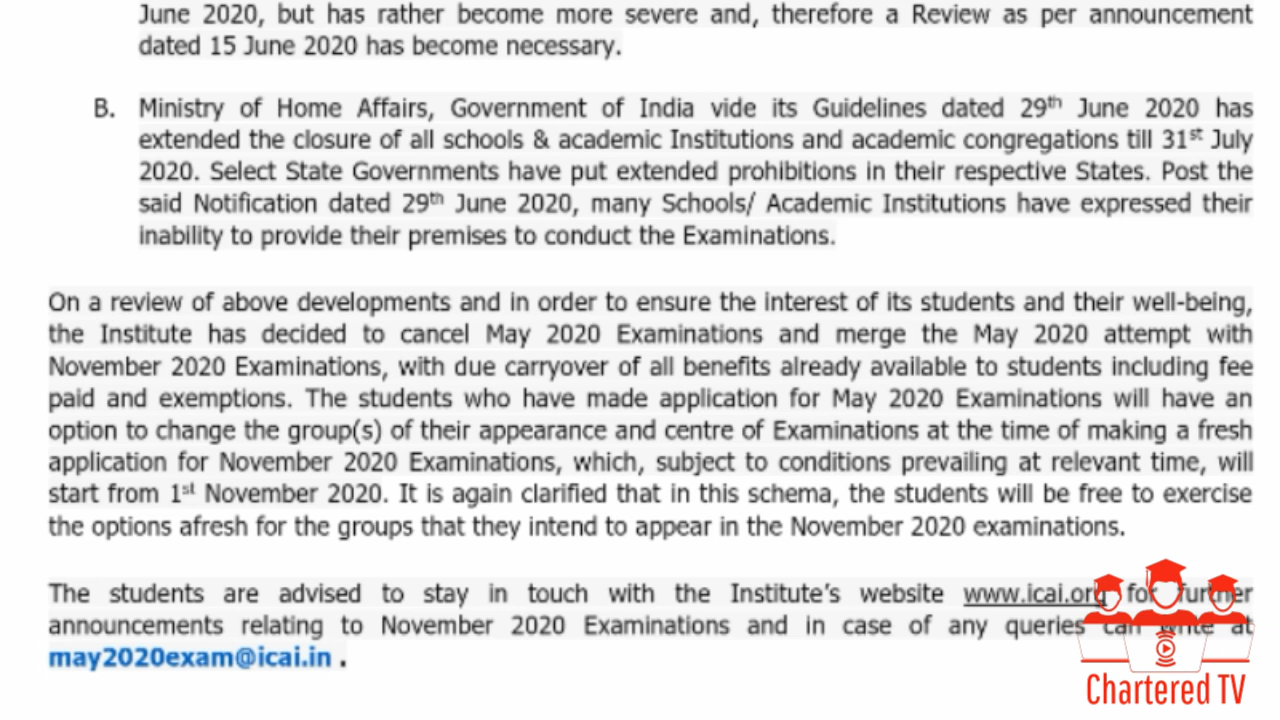 June 2020, but has rather become more severe and, therefore a Review as per announcement
dated 15 June 2020 has become necessary.
B. Ministry of Home Affairs, Government of India vide its Guidelines dated 29th June 2020 has
extended the closure of all schools & academic Institutions and academic congregations till 31st July
2020. Select State Governments have put extended prohibitions in their respective States. Post the
said Notification dated 29th June 2020, many Schools/ Academic Institutions have expressed their
inability to provide their premises to conduct the Examinations.
On a review of above developments and in order to ensure the interest of its students and their well-being,
the Institute has decided to cancel May 2020 Examinations and merge the May 2020 attempt with
November 2020 Examinations, with due carryover of all benefits already available to students including fee
paid and exemptions. The students who have made application for May 2020 Examinations will have an
option to change the group(s) of their appearance and centre of Examinations at the time of making a fresh
application for November 2020 Examinations, which, subject to conditions prevailing at relevant time, will
start from 1st November 2020. It is again clarified that in this schema, the students will be free to exercise
the options afresh for the groups that they intend to appear in the November 2020 examinations.
The students are advised to stay in touch with the Institute's website www.icai.org for further
announcements relating to November 2020 Examinations and in case of any queries can write at
may2020exam@icai.in .
Chartered TV